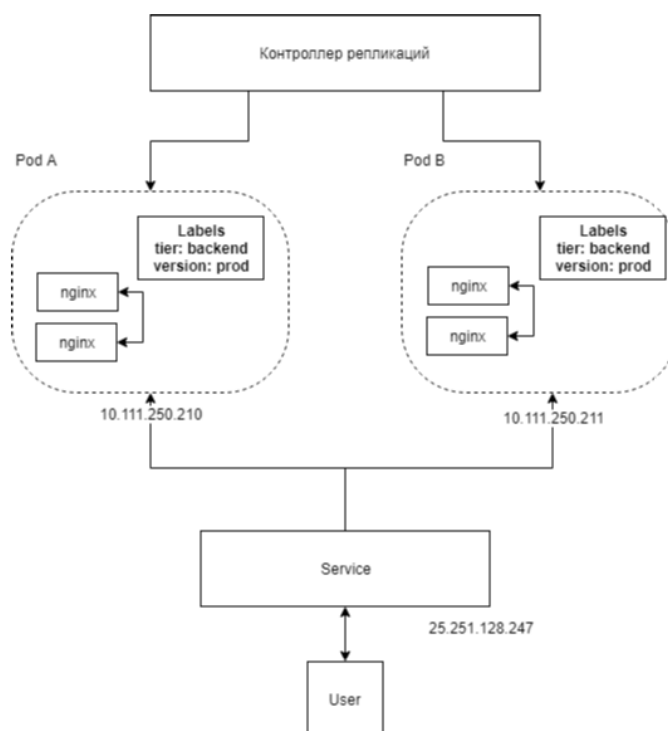 Контроллер репликаций
Pod A
Pod B
Labels
tier: backend
version: prod
nginx
nginx
Labels
tier: backend
version: prod
nginx
nginx
10.111.250.210
10.111.250.211
Service
25.251.128.247
User